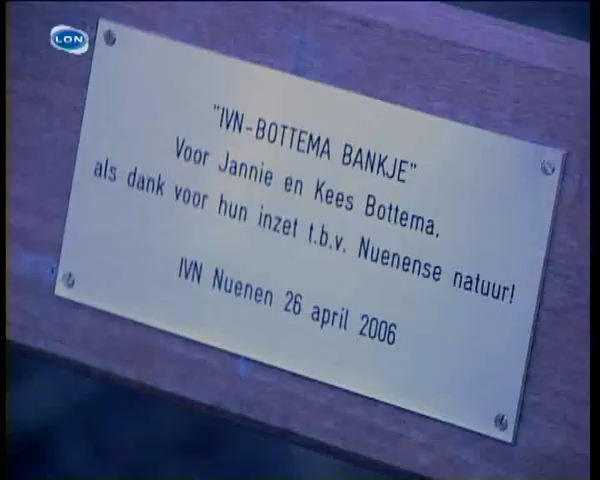 LON
"IVN-BOTTEMA BANKJE"
Voor Jannie en Kees Bottema,
als dank voor hun inzet t.b.v. Nuenense natuur!
IVN Nuenen 26 april 2006